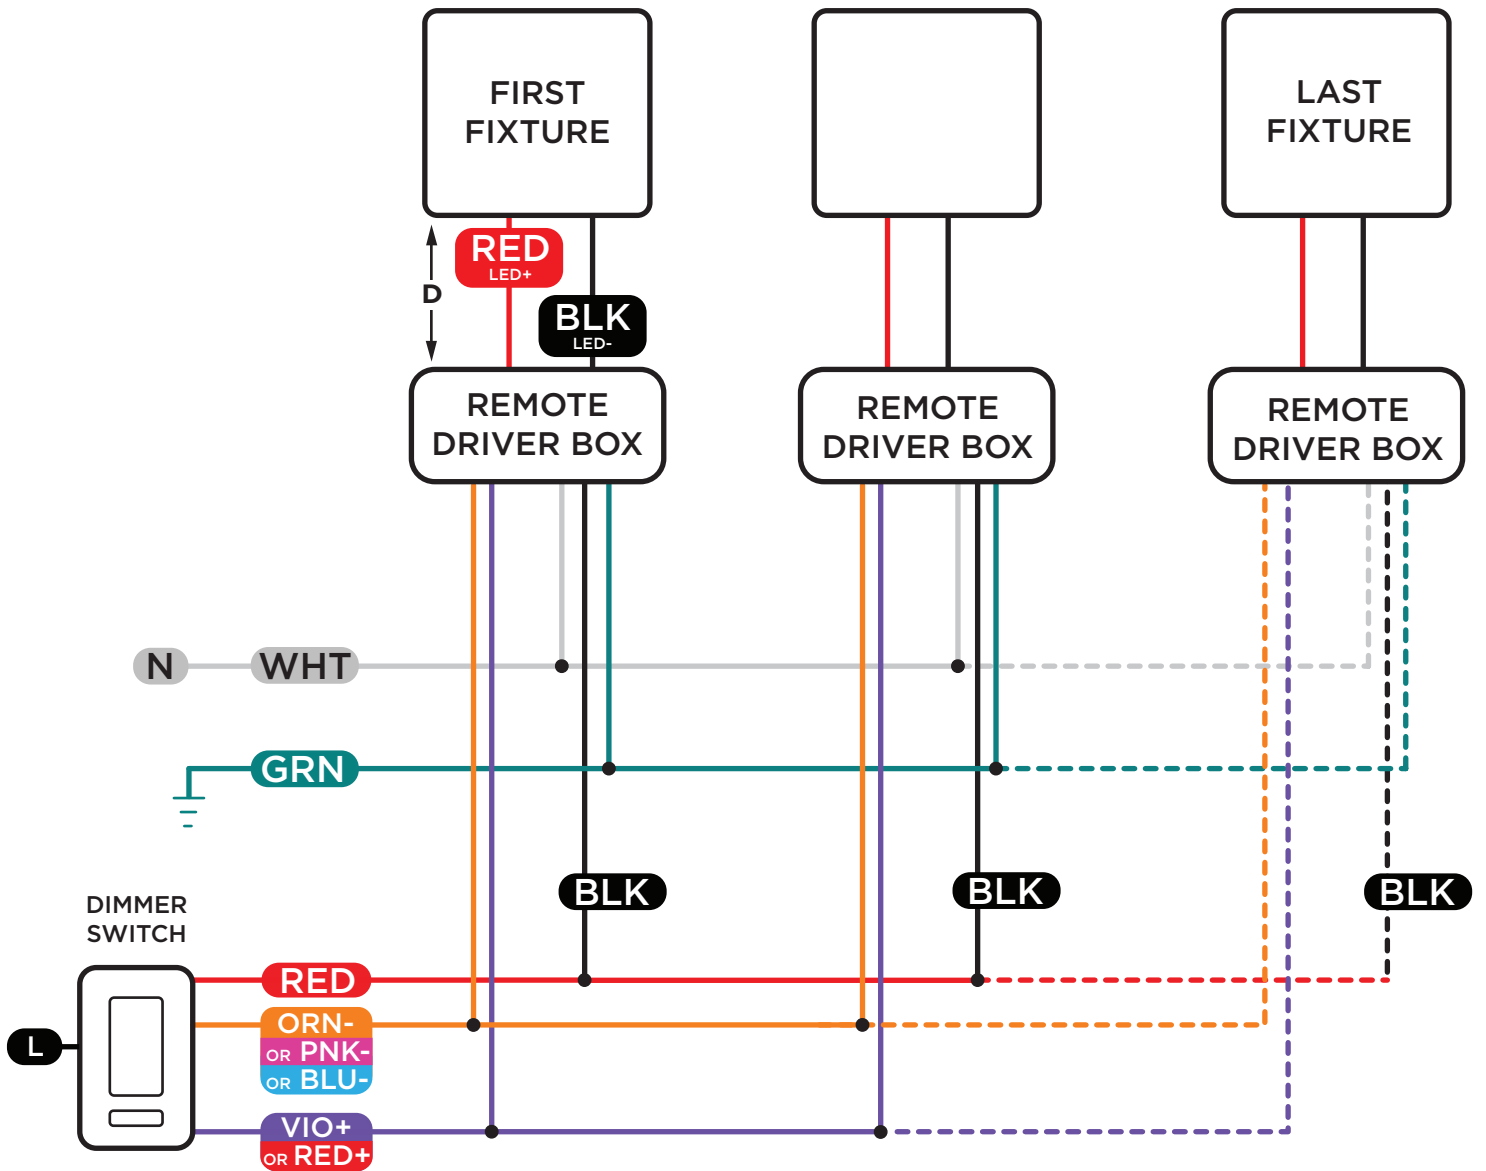 FIRST
FIXTURE
LAST
FIXTURE
RED
LED+
D
BLK
LED-
REMOTE
DRIVER BOX
REMOTE
DRIVER BOX
REMOTE
DRIVER BOX
N
WHT
GRN
BLK
BLK
BLK
DIMMER
SWITCH
RED
ORN-
OR PNK-
OR BLU-
L
VIO+
OR RED+